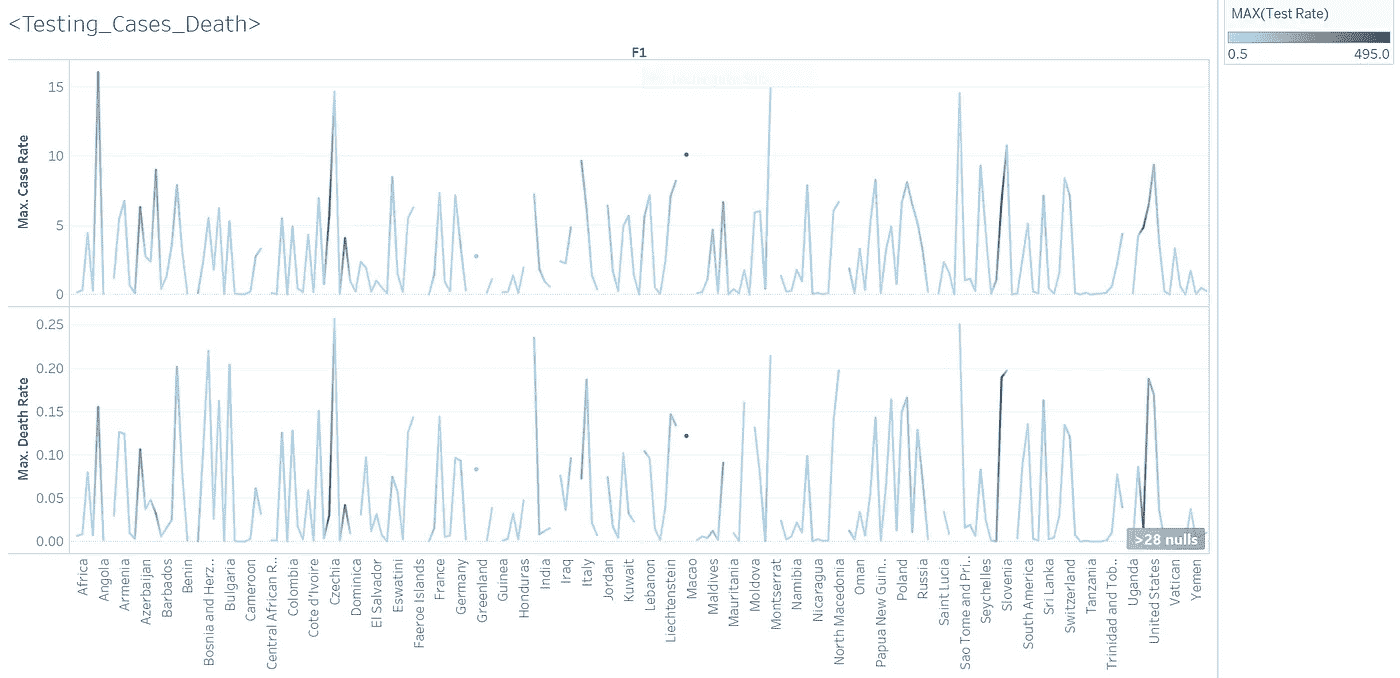 <Testing_Cases_Death>
MAX(Test Rate)
0.5
495.0
F1
Max. Case Rate
15
10
5
0
Max. Death Rate
0.25
0.20
0.15
0.10
0.05
0.00
>28 nulls
Africa
Angola
Armenia
Azerbaijan
Barbados
Benin
Bosnia and Herz..
Bulgaria
Cameroon
Central African R..
Colombia
Cote d'Ivoire
Czechia
Dominica
El Salvador
Eswatini
Faeroe Islands
France
Germany
Greenland
Guinea
Honduras
India
Iraq
Italy
Jordan
Kuwait
Lebanon
Liechtenstein
Macao
Maldives
Mauritania
Moldova
Montserrat
Namibia
Nicaragua
North Macedonia
Oman
Papua New Guin..
Poland
Russia
Saint Lucia
Sao Tome and Pri..
Seychelles
Slovenia
South America
Sri Lanka
Switzerland
Tanzania
Trinidad and Tob..
Uganda
United States
Vatican
Yemen